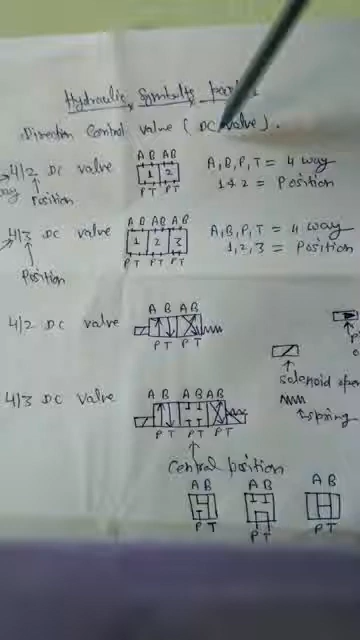 Hydraulic Symbols
Direction Control valve ( DC valve ).
4/2 DC valve
Position
A B A B
1 2
P T P T
A, B, P, T = 4 way
1 & 2 = Position
4/3 DC valve
Position
A B A B A B
1 2 3
P T P T P T
A, B, P, T = 4 way
1, 2, 3 = Position
4/2 DC valve
A B A B
P T P T
solenoid
spring
4/3 DC valve
A B A B A B
P T P T P T
Central position
A B A B A B
P T P T P T